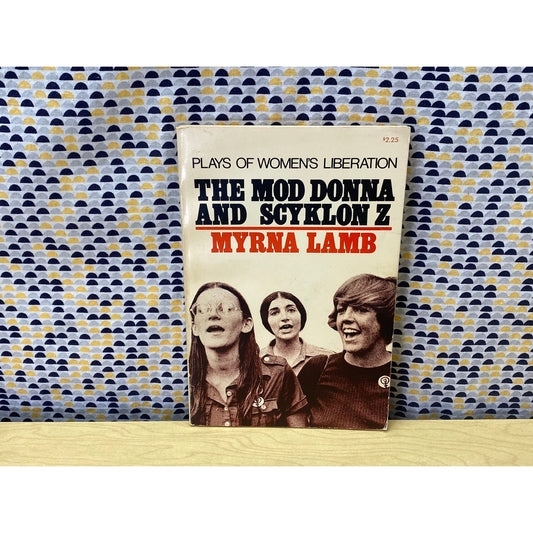 $2.25
PLAYS OF WOMEN'S LIBERATION
THE MOD DONNA
AND SCYKLON Z
MYRNA LAMB